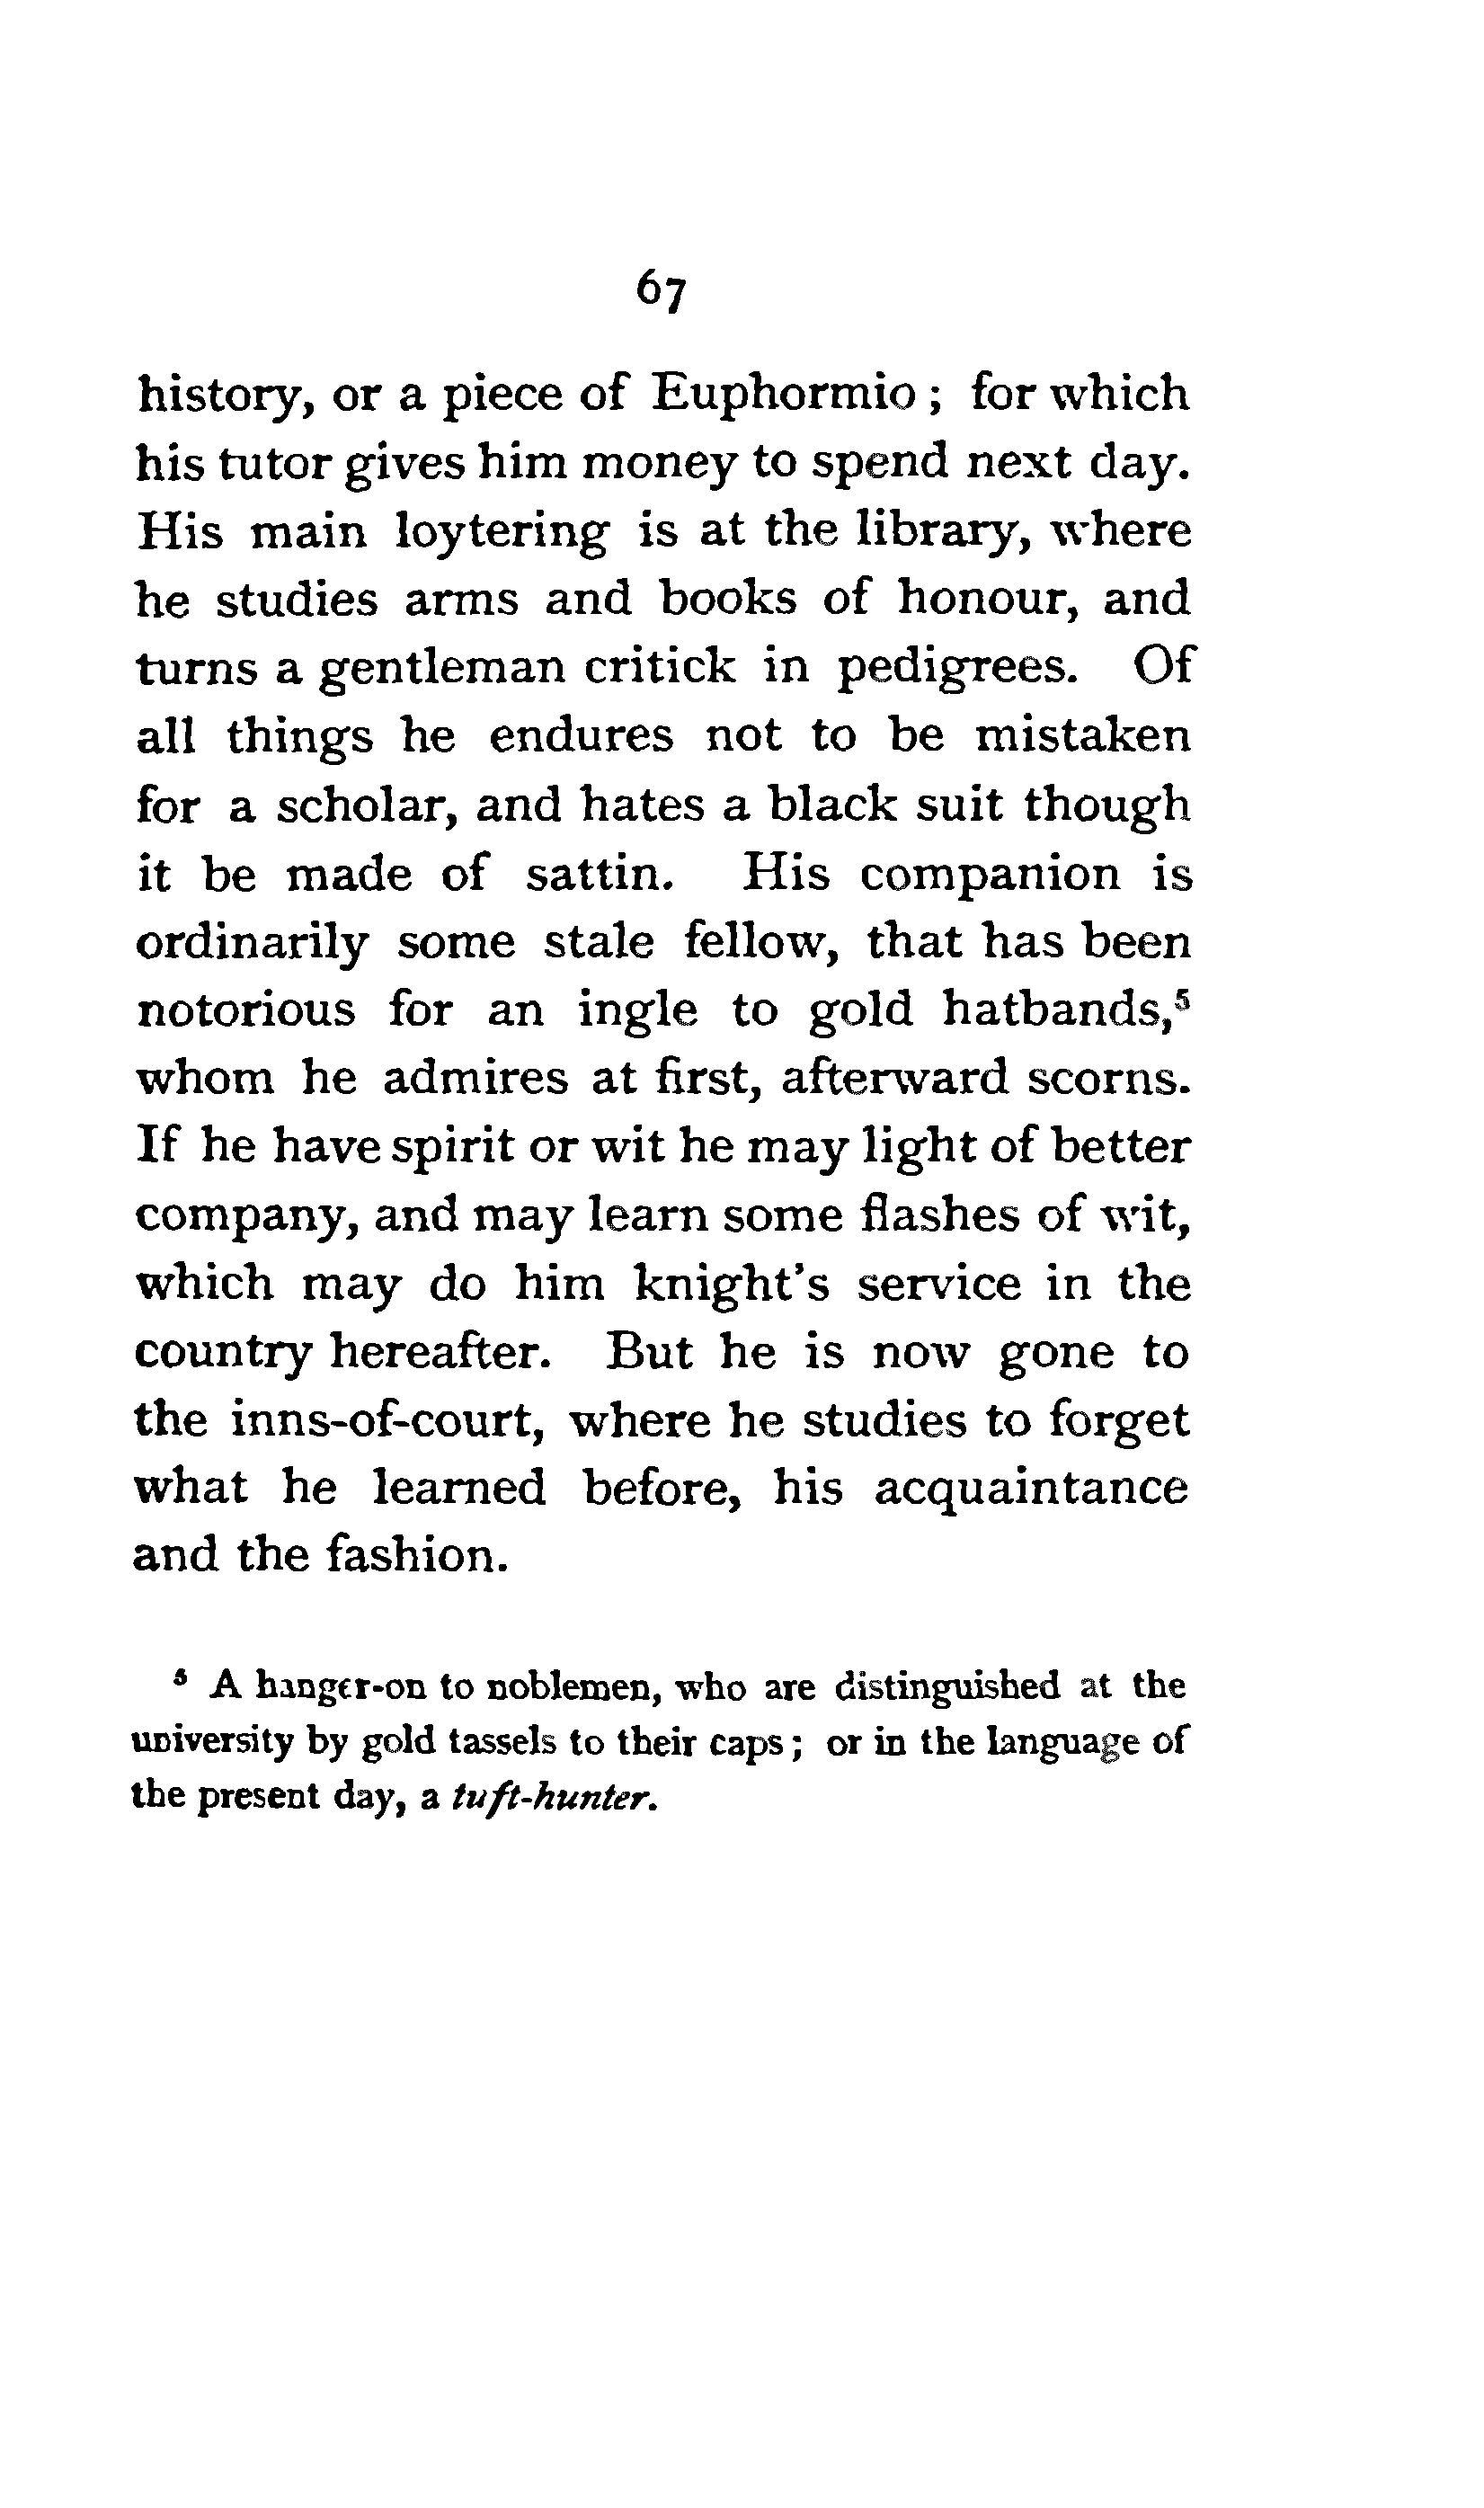 67
history, or a piece of Euphormio ; for which
his tutor gives him money to spend next day.
His main loytering is at the library, where
he studies arms and books of honour, and
turns a gentleman critick in pedigrees. Of
all things he endures not to be mistaken
for a scholar, and hates a black suit though
it be made of sattin. His companion is
ordinarily some stale fellow, that has been
notorious for an ingle to gold hatbands,⁵
whom he admires at first, afterward scorns.
If he have spirit or wit he may light of better
company, and may learn some flashes of wit,
which may do him knight's service in the
country hereafter. But he is now gone to
the inns-of-court, where he studies to forget
what he learned before, his acquaintance
and the fashion.
⁵ A hanger-on to noblemen, who are distinguished at the
university by gold tassels to their caps ; or in the language of
the present day, a tuft-hunter.